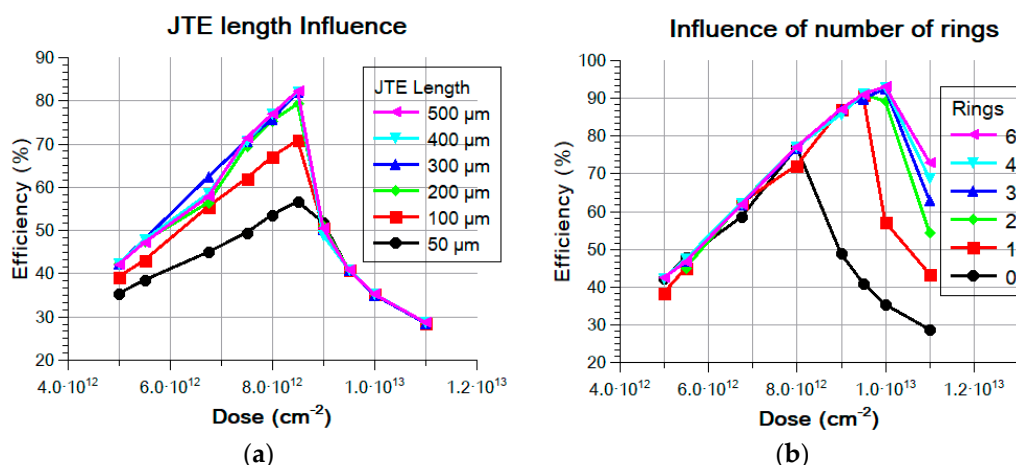 JTE length Influence
90
80
70
60
50
40
30
20
Efficiency (%)
JTE Length
500 µm
400 µm
300 µm
200 µm
100 µm
50 µm
4.0·10¹² 6.0·10¹² 8.0·10¹² 1.0·10¹³ 1.2·10¹³
Dose (cm⁻²)
(a)
Influence of number of rings
100
90
80
70
60
50
40
30
20
Efficiency (%)
Rings
6
4
3
2
1
0
4.0·10¹² 6.0·10¹² 8.0·10¹² 1.0·10¹³ 1.2·10¹³
Dose (cm⁻²)
(b)